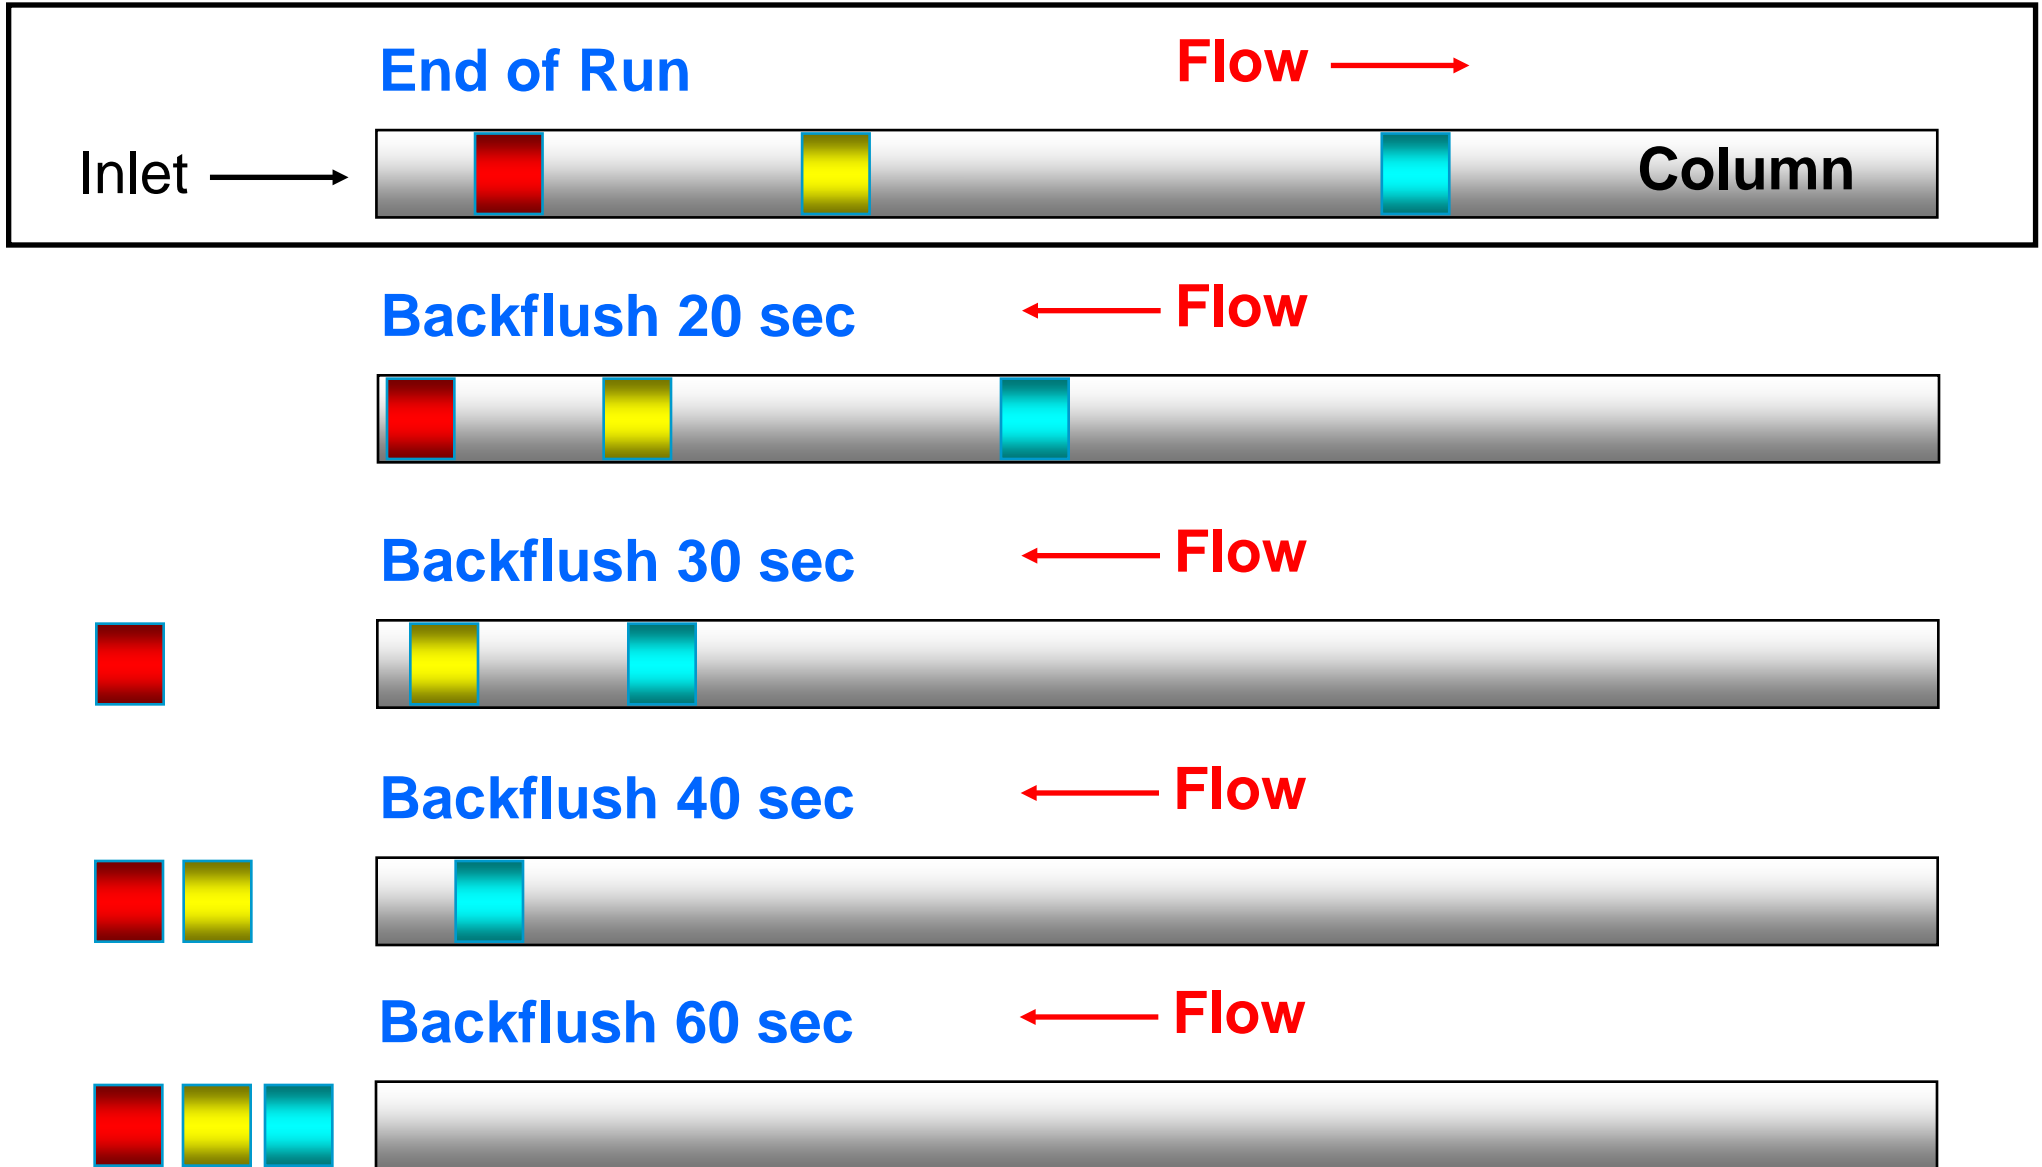 End of Run
Flow
Inlet
Column
Backflush 20 sec
Flow
Backflush 30 sec
Flow
Backflush 40 sec
Flow
Backflush 60 sec
Flow